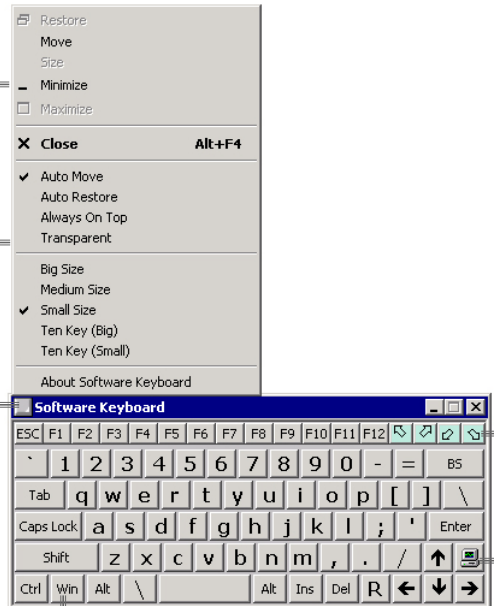 Restore
Move
Size
Minimize
Maximize
Close Alt+F4
Auto Move
Auto Restore
Always On Top
Transparent
Big Size
Medium Size
Small Size
Ten Key (Big)
Ten Key (Small)
About Software Keyboard
Software Keyboard
ESC F1 F2 F3 F4 F5 F6 F7 F8 F9 F10 F11 F12
` 1 2 3 4 5 6 7 8 9 0 - = BS
Tab q w e r t y u i o p [ ] \
Caps Lock a s d f g h j k l ; ' Enter
Shift z x c v b n m , . / ↑
Ctrl Win Alt \ Alt Ins Del R ← ↓ →